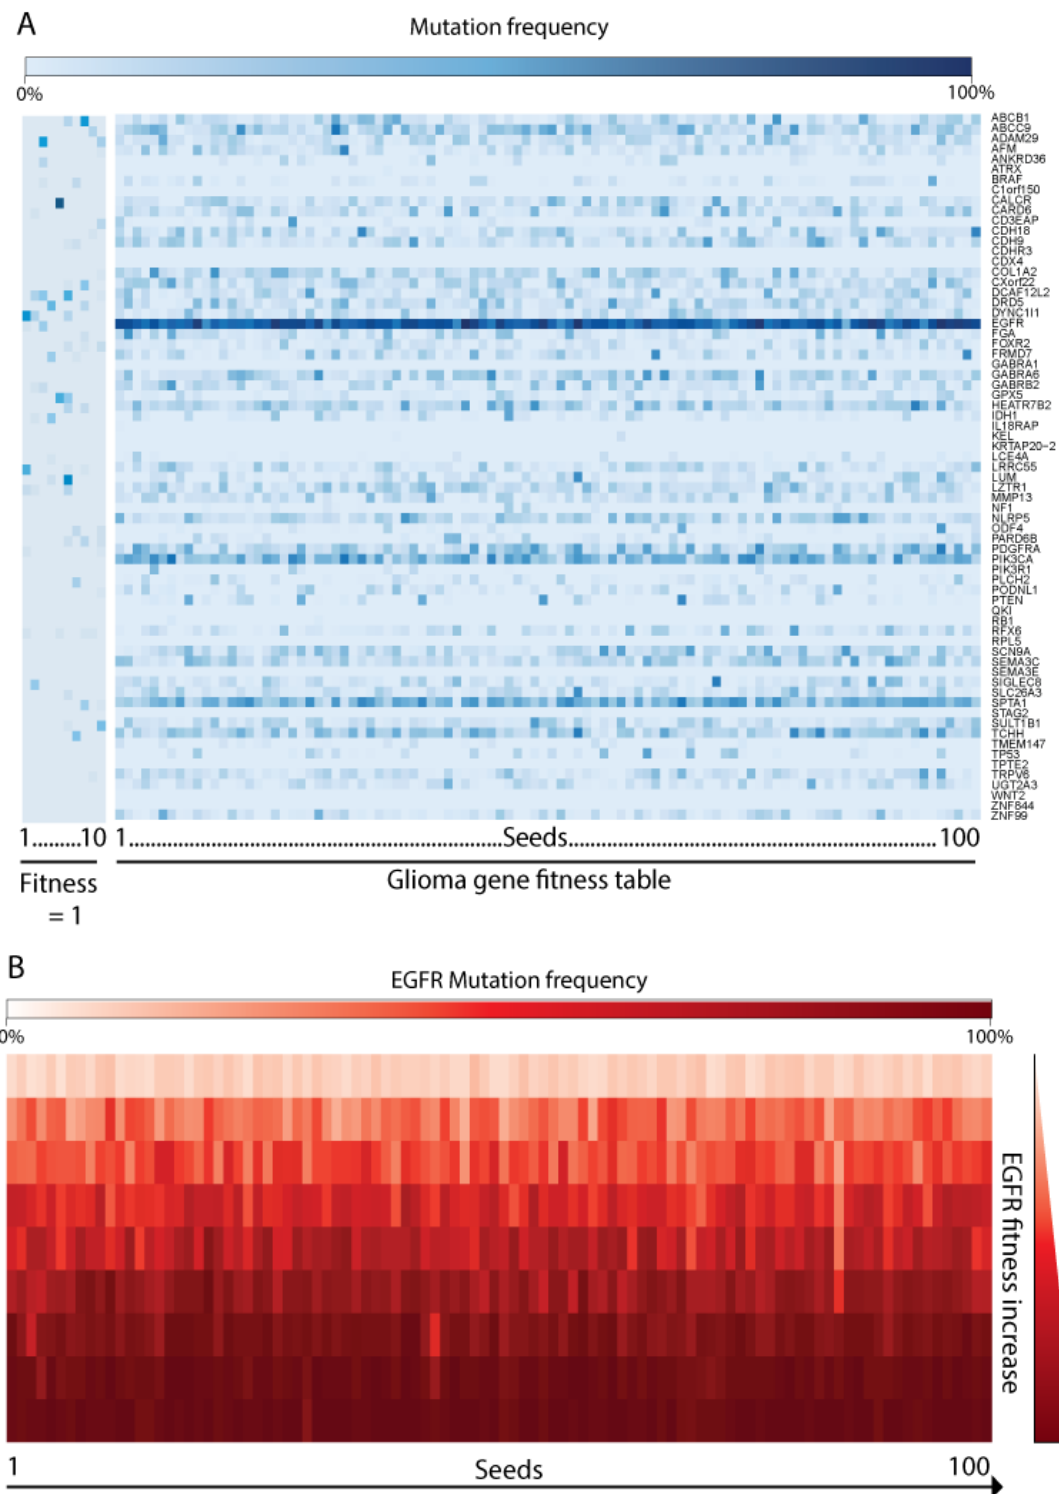 A
Mutation frequency
0%
100%
ABCB1
ABCC9
ADAM29
AFM
ANKRD36
ATRX
BRAF
C1orf150
CALCR
CARD6
CD3EAP
CDH18
CDH9
CDHR3
CDX4
COL1A2
CXorf22
DCAF12L2
DRD5
DYNC1I1
EGFR
FGA
FOXR2
FRMD7
GABRA1
GABRA6
GABRB2
GPX5
HEATR7B2
IDH1
IL18RAP
KEL
KRTAP20-2
LCE4A
LRRC55
LUM
LZTR1
MMP13
NF1
NLRP5
ODF4
PARD6B
PDGFRA
PIK3CA
PIK3R1
PLCH2
PODNL1
PTEN
QKI
RB1
RFX6
RPL5
SCN9A
SEMA3C
SEMA3E
SIGLEC8
SLC26A3
SPTA1
STAG2
SULT1B1
TCHH
TMEM147
TP53
TPTE2
TRPV6
UGT2A3
WNT2
ZNF844
ZNF99
1.........10
1...Seeds...100
Fitness
= 1
Glioma gene fitness table
B
EGFR Mutation frequency
0%
100%
EGFR fitness increase
1
Seeds
100